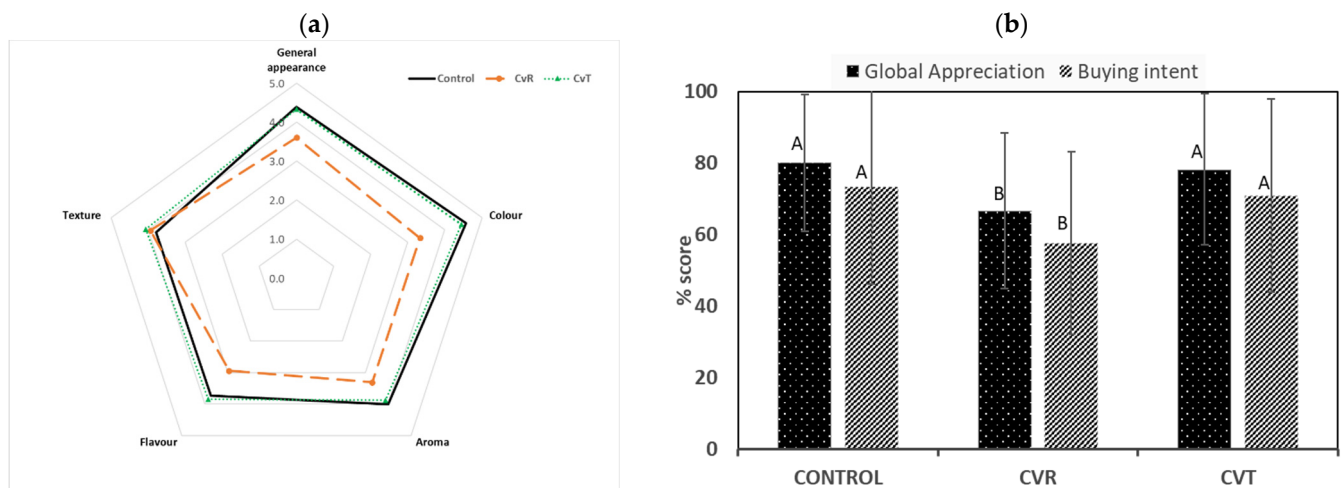 (a)
General
appearance
Control CvR CvT
5.0
4.0
3.0
2.0
1.0
0.0
Texture
Colour
Flavour
Aroma
(b)
Global Appreciation Buying intent
% score
100
80
60
40
20
0
A
A
B
B
A
A
CONTROL CVR CVT